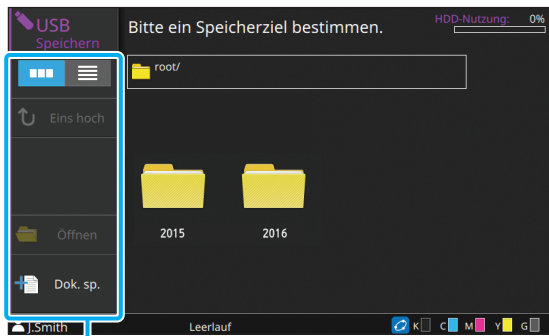 USB
Speichern
Bitte ein Speicherziel bestimmen.
HDD-Nutzung: 0%
root/
Eins hoch
Öffnen
Dok. sp.
2015
2016
J.Smith
Leerlauf
K C M Y G